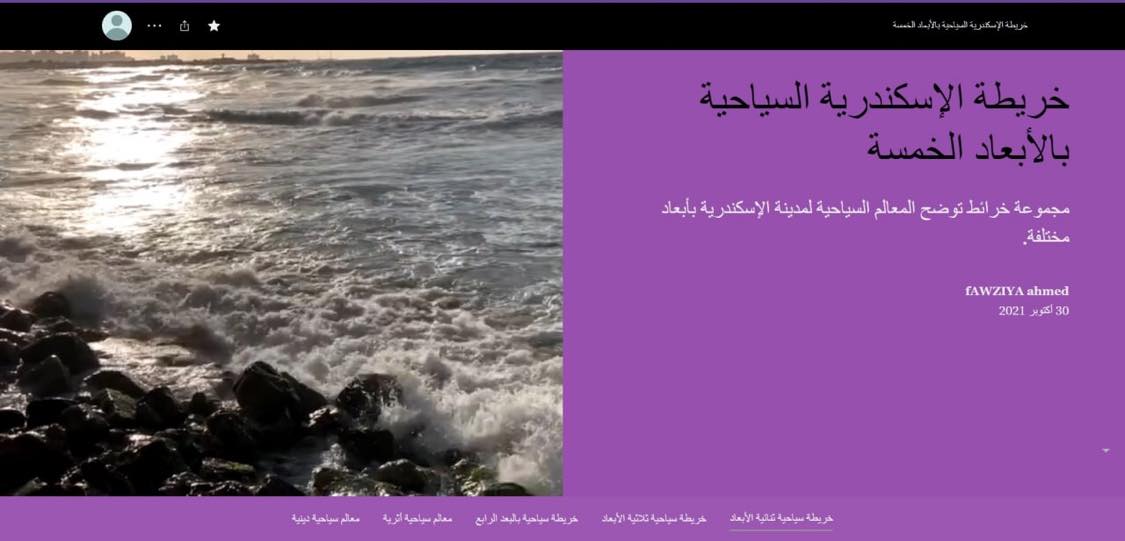 خريطة الإسكندرية السياحية بالأبعاد الخمسة
خريطة الإسكندرية السياحية
بالأبعاد الخمسة
مجموعة خرائط توضح المعالم السياحية لمدينة الإسكندرية بأبعاد
مختلفة.
fAWZIYA ahmed
30 أكتوبر 2021
خريطة سياحية ثنائية الأبعاد
خريطة سياحية ثلاثية الأبعاد
خريطة سياحية بالبعد الرابع
معالم سياحية أثرية
معالم سياحية دينية